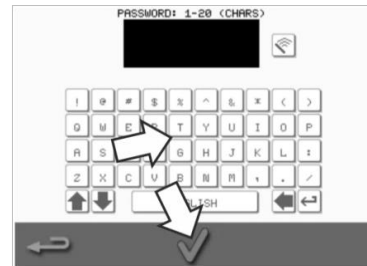 PASSWORD: 1-20 (CHARS)
! @ # $ % ^ & * ( )
Q W E T Y U I O P
A S G H J K L :
Z X C V B N M , . /